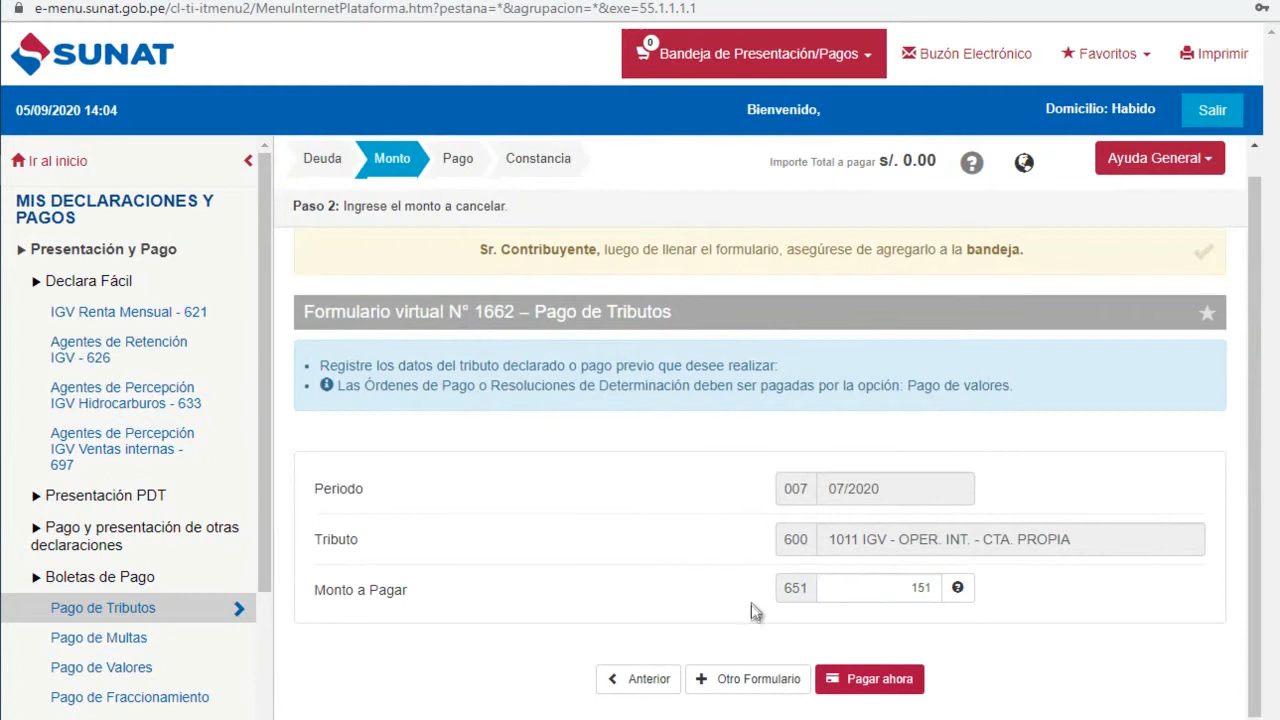 e-menu.sunat.gob.pe/cl-ti-itmenu2/MenuInternetPlataforma.htm?pestana=*&agrupacion=*&exe=55.1.1.1.1
SUNAT
0
Bandeja de Presentación/Pagos
Buzón Electrónico
Favoritos
Imprimir
05/09/2020 14:04
Bienvenido,
Domicilio: Habido
Salir
Ir al inicio
MIS DECLARACIONES Y
PAGOS
Presentación y Pago
Declara Fácil
IGV Renta Mensual - 621
Agentes de Retención
IGV - 626
Agentes de Percepción
IGV Hidrocarburos - 633
Agentes de Percepción
IGV Ventas internas -
697
Presentación PDT
Pago y presentación de otras
declaraciones
Boletas de Pago
Pago de Tributos
Pago de Multas
Pago de Valores
Pago de Fraccionamiento
Deuda
Monto
Pago
Constancia
Importe Total a pagar s/. 0.00
Ayuda General
Paso 2: Ingrese el monto a cancelar.
Sr. Contribuyente, luego de llenar el formulario, asegúrese de agregarlo a la bandeja.
Formulario virtual N° 1662 – Pago de Tributos
• Registre los datos del tributo declarado o pago previo que desee realizar:
• Las Órdenes de Pago o Resoluciones de Determinación deben ser pagadas por la opción: Pago de valores.
Periodo 007 07/2020
Tributo 600 1011 IGV - OPER. INT. - CTA. PROPIA
Monto a Pagar 651 151
Anterior
Otro Formulario
Pagar ahora